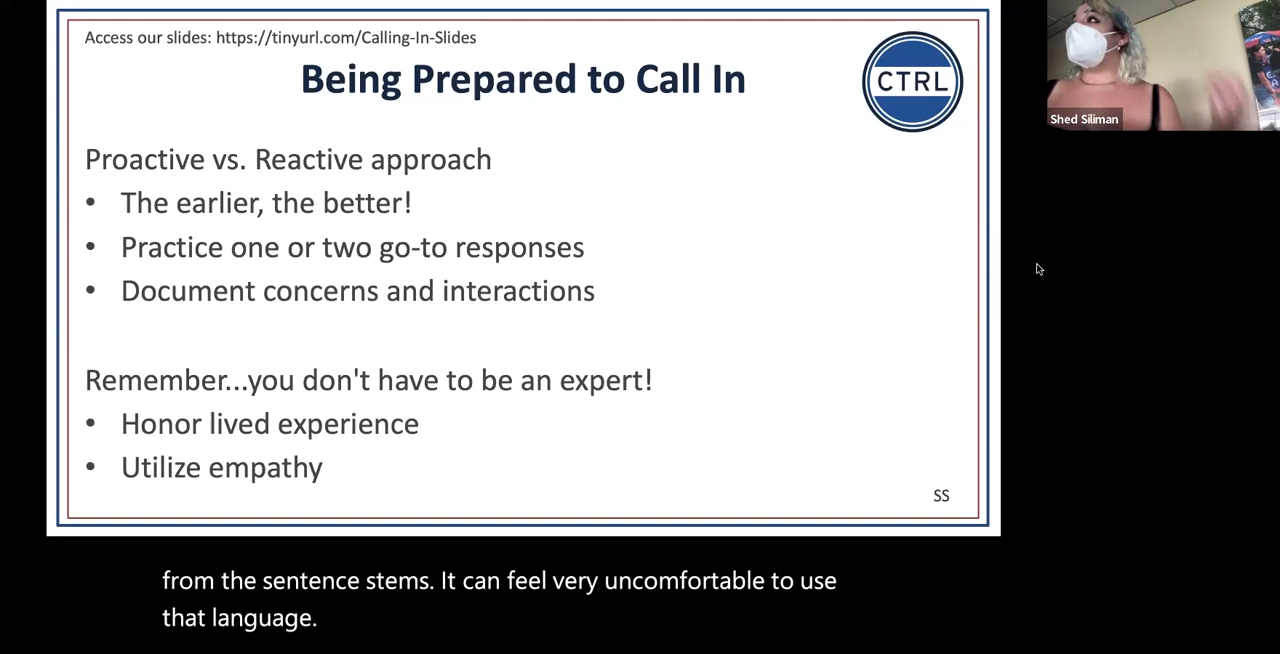 Access our slides: https://tinyurl.com/Calling-In-Slides
Being Prepared to Call In
CTRL
Proactive vs. Reactive approach
• The earlier, the better!
• Practice one or two go-to responses
• Document concerns and interactions
Remember...you don't have to be an expert!
• Honor lived experience
• Utilize empathy
SS
Shed Siliman
from the sentence stems. It can feel very uncomfortable to use
that language.